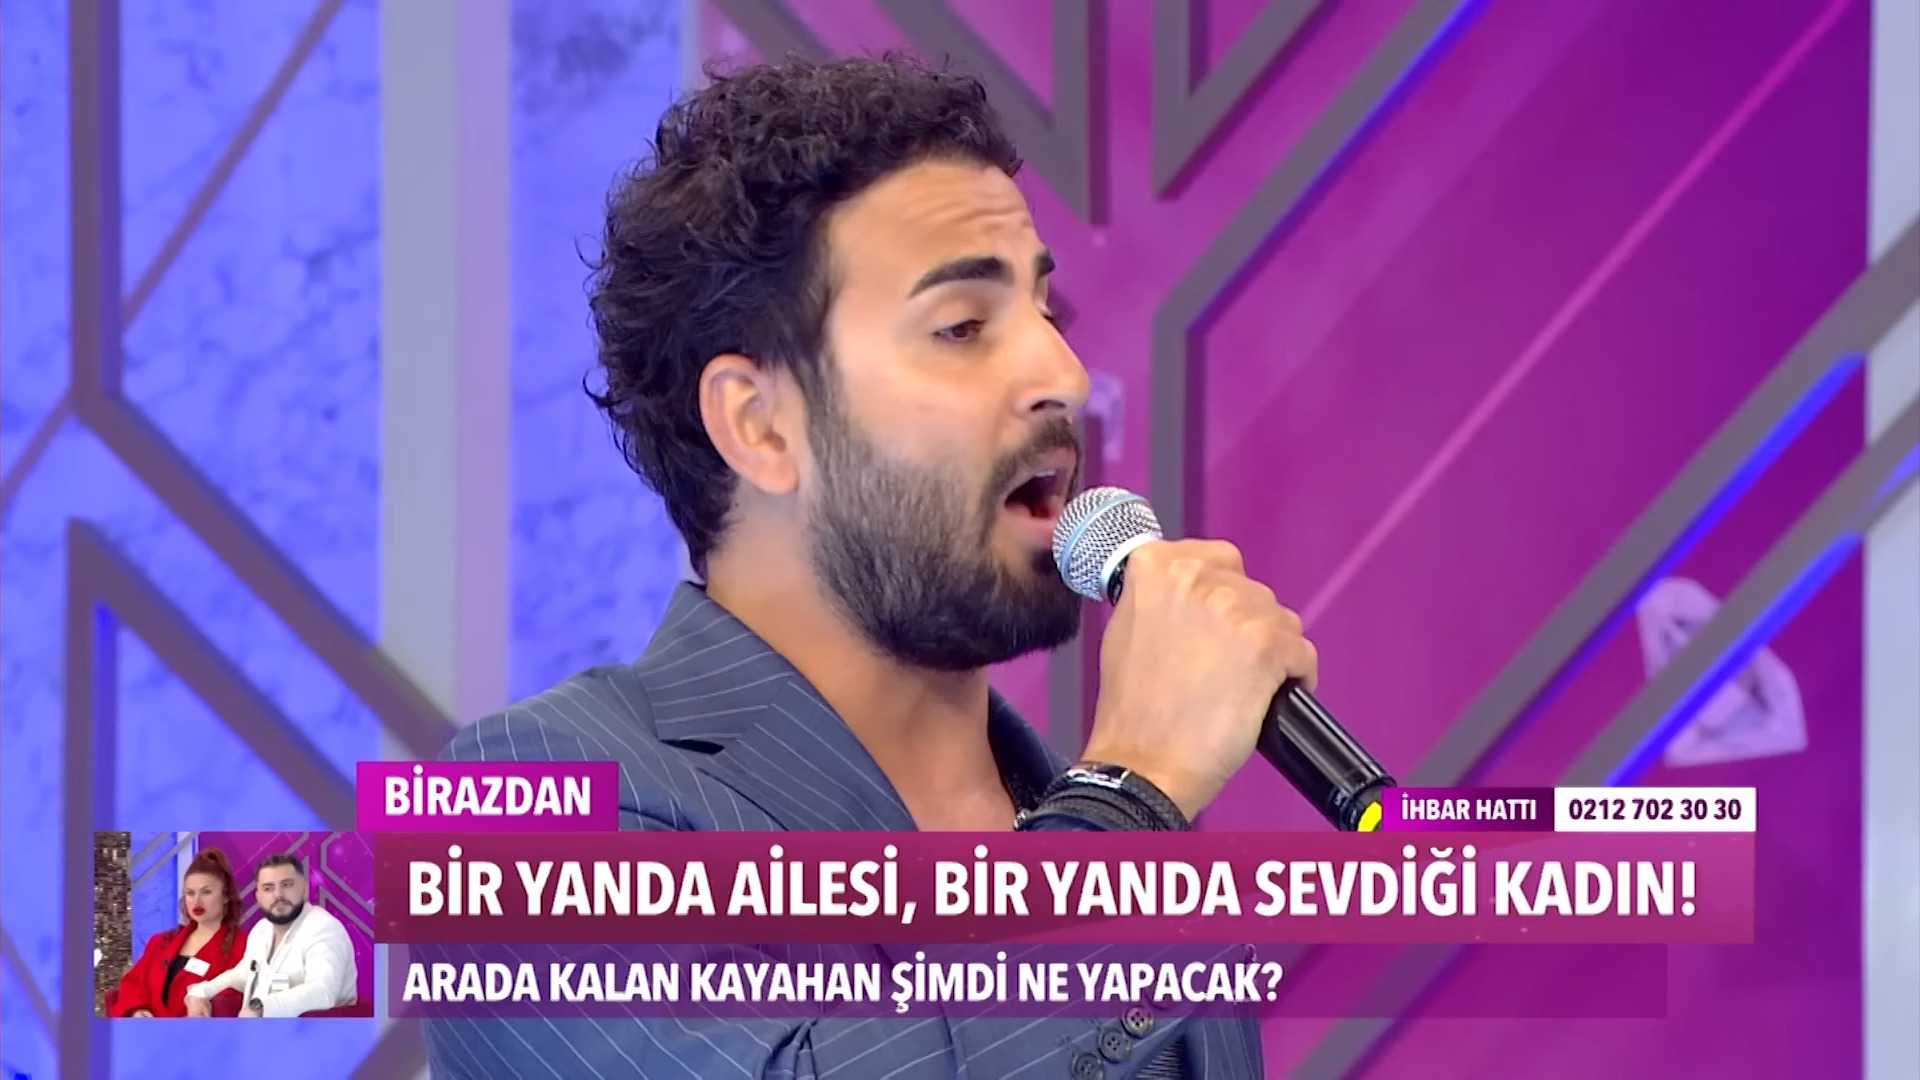 BİRAZDAN
İHBAR HATTI 0212 702 30 30
BİR YANDA AİLESİ, BİR YANDA SEVDİĞİ KADIN!
ARADA KALAN KAYAHAN ŞİMDİ NE YAPACAK?